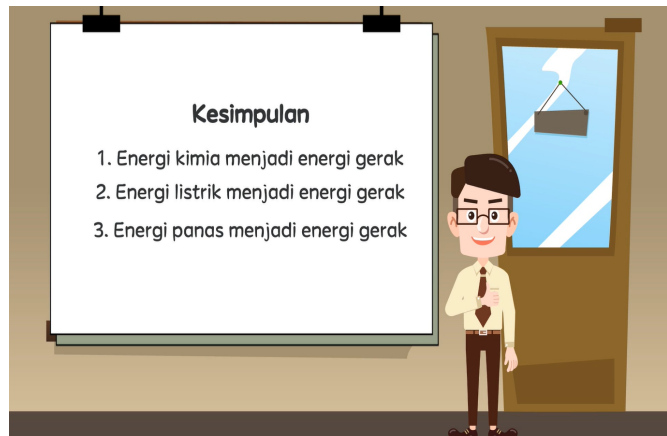 Kesimpulan
1. Energi kimia menjadi energi gerak
2. Energi listrik menjadi energi gerak
3. Energi panas menjadi energi gerak